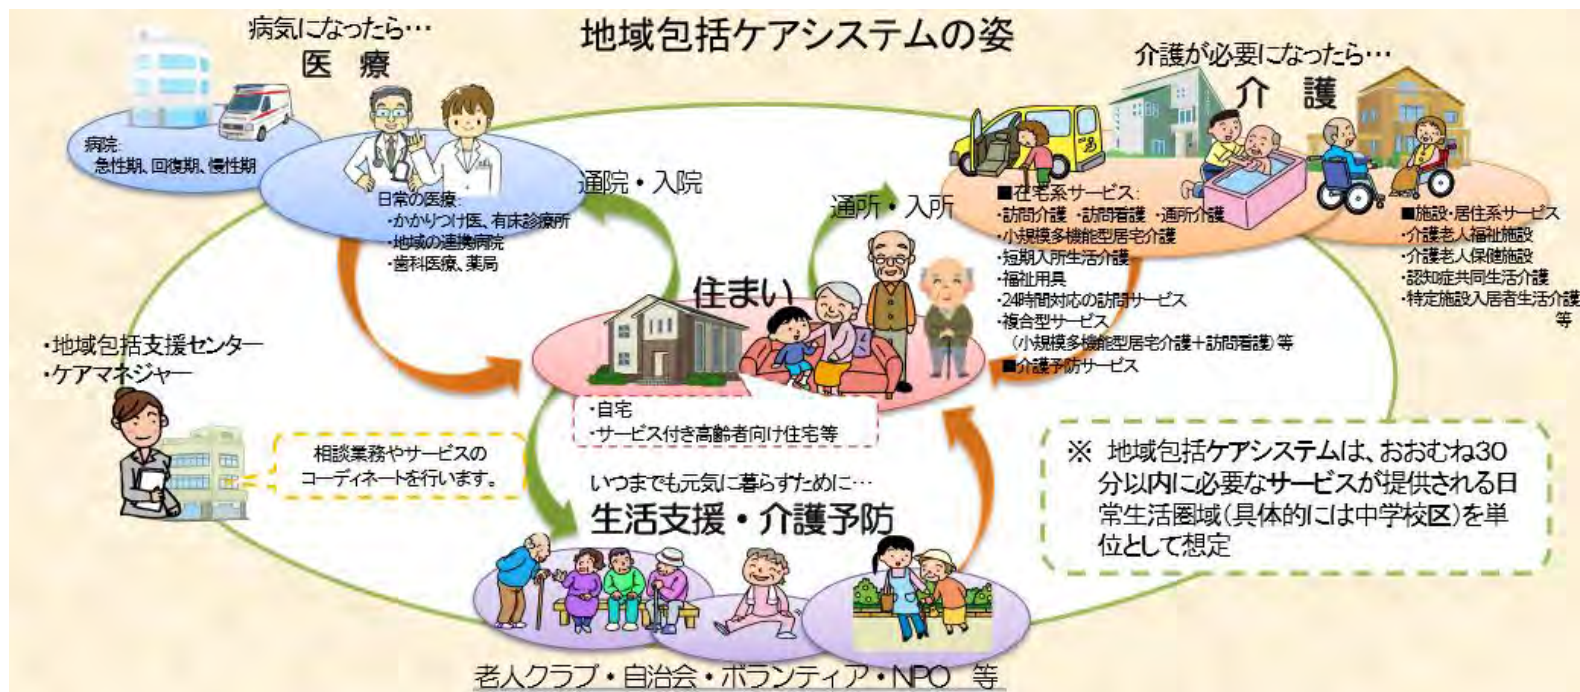 地域包括ケアシステムの姿
病気になったら…
医 療
病院:
急性期、回復期、慢性期
日常の医療:
・かかりつけ医、有床診療所
・地域の連携病院
・歯科医療、薬局
通院・入院
介護が必要になったら…
介 護
通所・入所
■在宅系サービス:
・訪問介護 ・訪問看護 ・通所介護
・小規模多機能型居宅介護
・短期入所生活介護
・福祉用具
・24時間対応の訪問サービス
・複合型サービス
(小規模多機能型居宅介護＋訪問看護)等
■介護予防サービス
■施設・居住系サービス
・介護老人福祉施設
・介護老人保健施設
・認知症共同生活介護
・特定施設入居者生活介護
等
住まい
・自宅
・サービス付き高齢者向け住宅等
・地域包括支援センター
・ケアマネジャー
相談業務やサービスの
コーディネートを行います。
いつまでも元気に暮らすために…
生活支援・介護予防
老人クラブ・自治会・ボランティア・NPO 等
※ 地域包括ケアシステムは、おおむね30
分以内に必要なサービスが提供される日
常生活圏域(具体的には中学校区)を単
位として想定